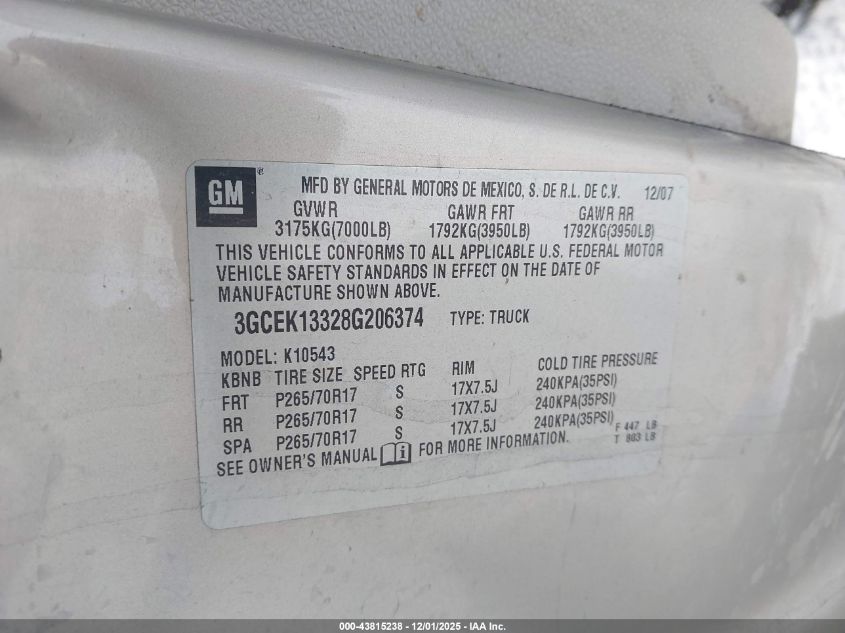 GM
®
MFD BY GENERAL MOTORS DE MEXICO, S. DE R.L. DE C.V. 12/07
GVWR GAWR FRT GAWR RR
3175KG(7000LB) 1792KG(3950LB) 1792KG(3950LB)
THIS VEHICLE CONFORMS TO ALL APPLICABLE U.S. FEDERAL MOTOR
VEHICLE SAFETY STANDARDS IN EFFECT ON THE DATE OF
MANUFACTURE SHOWN ABOVE.
3GCEK13328G206374 TYPE: TRUCK
MODEL: K10543
KBNB TIRE SIZE SPEED RTG RIM COLD TIRE PRESSURE
FRT P265/70R17 S 17X7.5J 240KPA(35PSI)
RR P265/70R17 S 17X7.5J 240KPA(35PSI)
SPA P265/70R17 S 17X7.5J 240KPA(35PSI)
F 447 LB
T 803 LB
SEE OWNER'S MANUAL i FOR MORE INFORMATION.
000-43815238 - 12/01/2025 - IAA Inc.